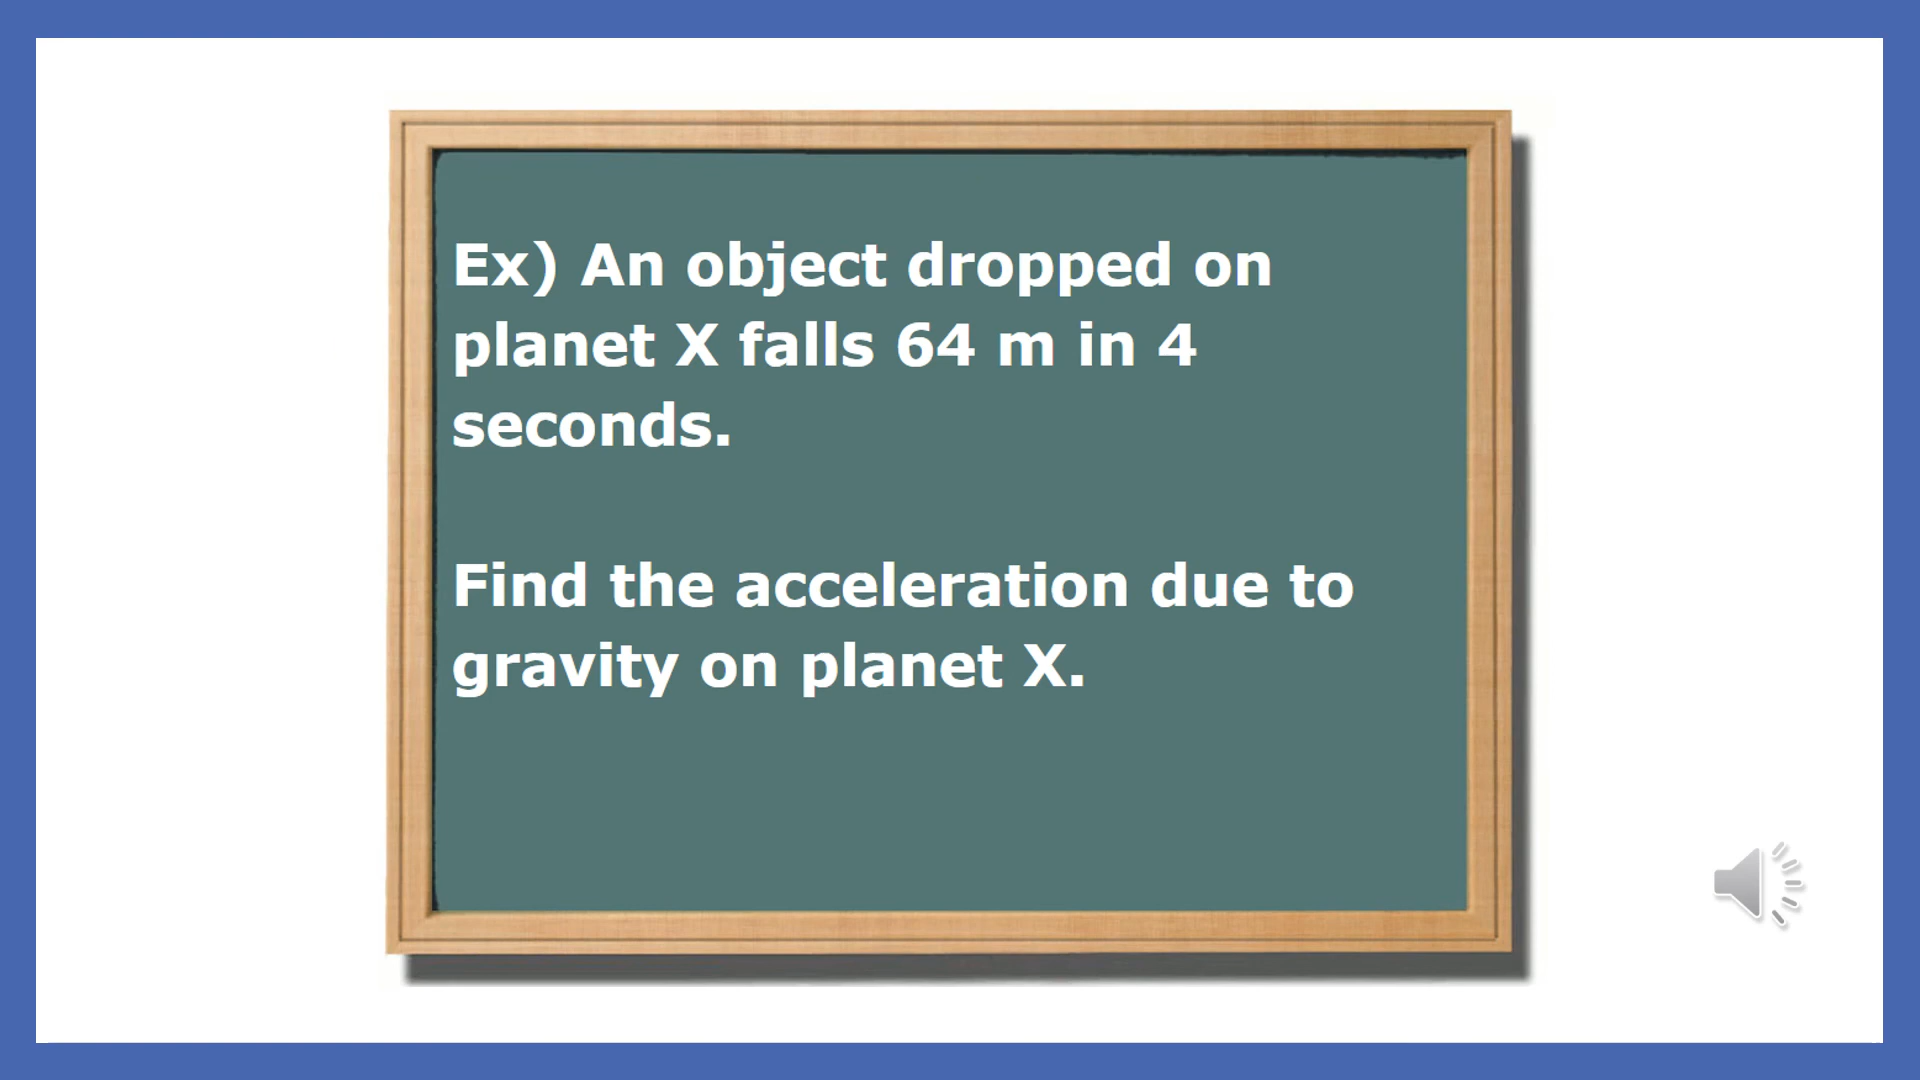 Ex) An object dropped on
planet X falls 64 m in 4
seconds.
Find the acceleration due to
gravity on planet X.